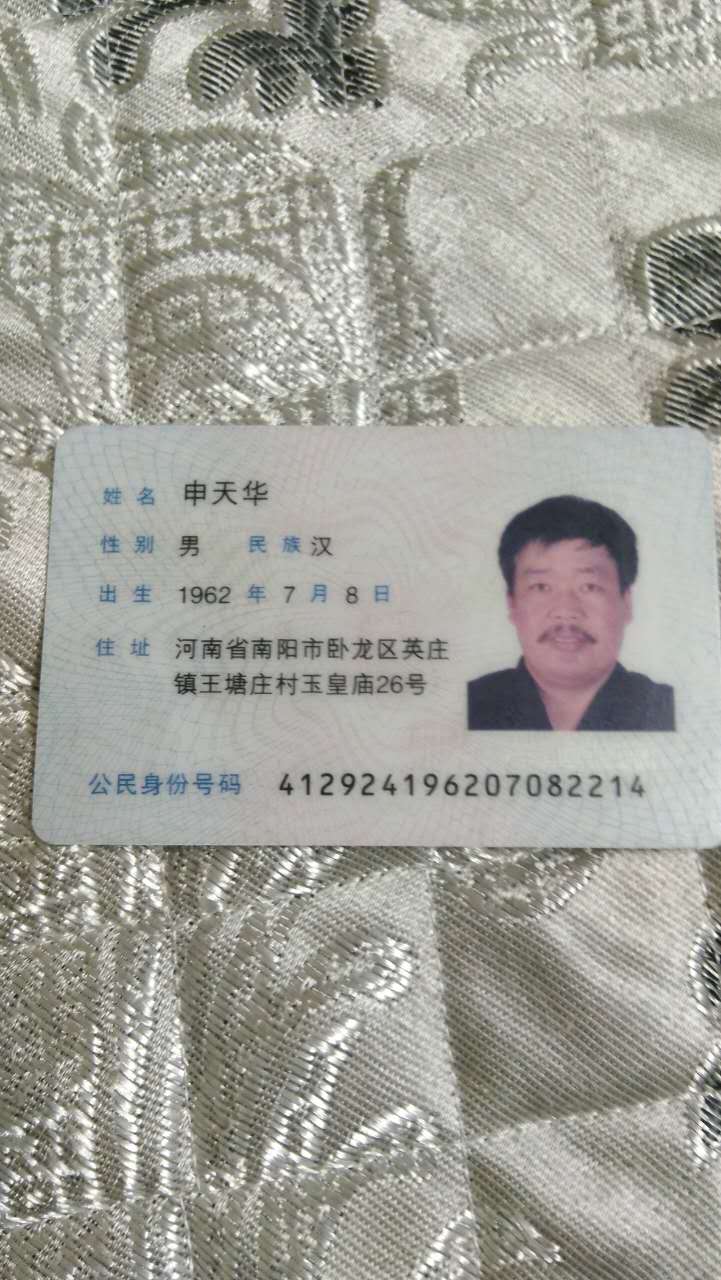 姓名 申天华
性别 男 民族 汉
出生 1962 年 7 月 8 日
住址 河南省南阳市卧龙区英庄
镇王塘庄村玉皇庙26号
公民身份号码 412924196207082214